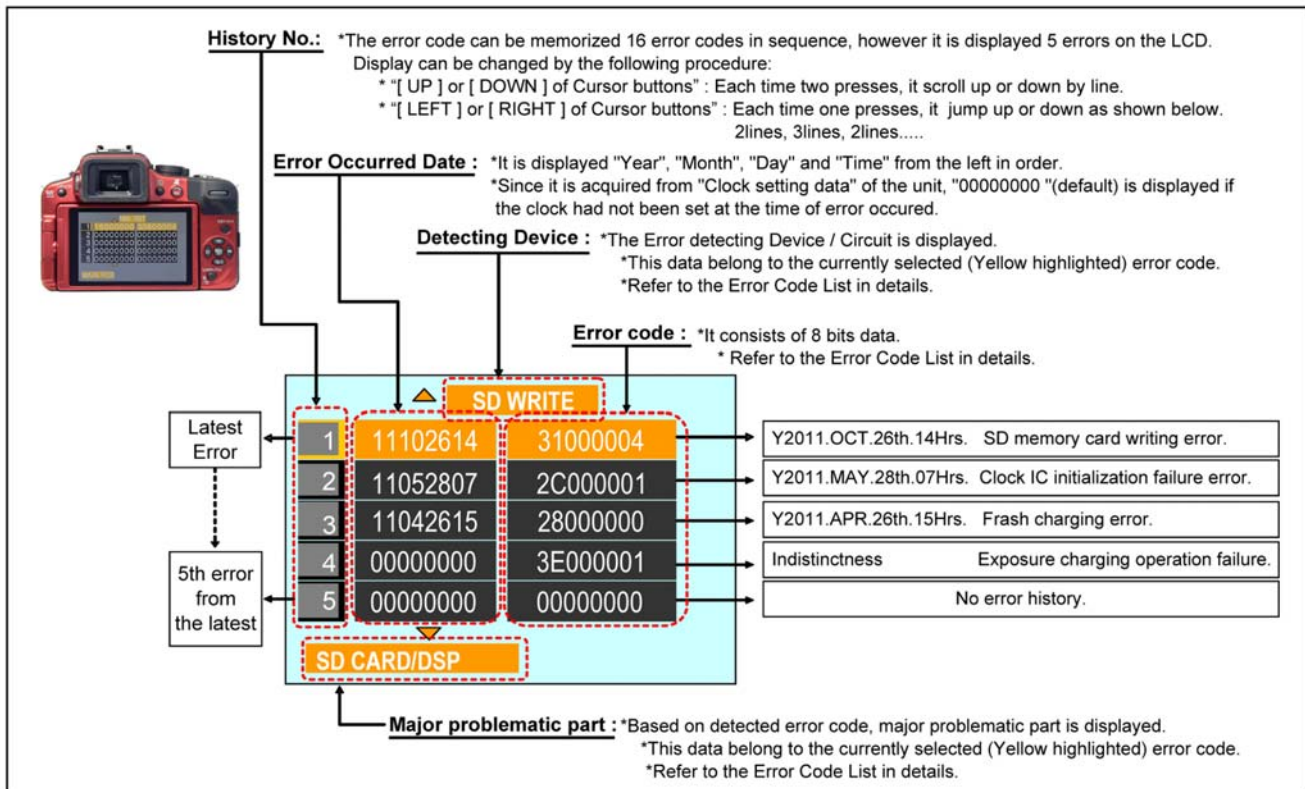 History No.: *The error code can be memorized 16 error codes in sequence, however it is displayed 5 errors on the LCD.
Display can be changed by the following procedure:
* "[ UP ] or [ DOWN ] of Cursor buttons" : Each time two presses, it scroll up or down by line.
* "[ LEFT ] or [ RIGHT ] of Cursor buttons" : Each time one presses, it jump up or down as shown below.
2lines, 3lines, 2lines.....
Error Occurred Date : *It is displayed "Year", "Month", "Day" and "Time" from the left in order.
*Since it is acquired from "Clock setting data" of the unit, "00000000 "(default) is displayed if
the clock had not been set at the time of error occured.
Detecting Device : *The Error detecting Device / Circuit is displayed.
*This data belong to the currently selected (Yellow highlighted) error code.
*Refer to the Error Code List in details.
Error code : *It consists of 8 bits data.
* Refer to the Error Code List in details.
SD WRITE
Latest
Error
1 11102614 31000004 Y2011.OCT.26th.14Hrs. SD memory card writing error.
2 11052807 2C000001 Y2011.MAY.28th.07Hrs. Clock IC initialization failure error.
3 11042615 28000000 Y2011.APR.26th.15Hrs. Frash charging error.
4 00000000 3E000001 Indistinctness Exposure charging operation failure.
5 00000000 00000000 No error history.
5th error
from
the latest
SD CARD/DSP
Major problematic part : *Based on detected error code, major problematic part is displayed.
*This data belong to the currently selected (Yellow highlighted) error code.
*Refer to the Error Code List in details.